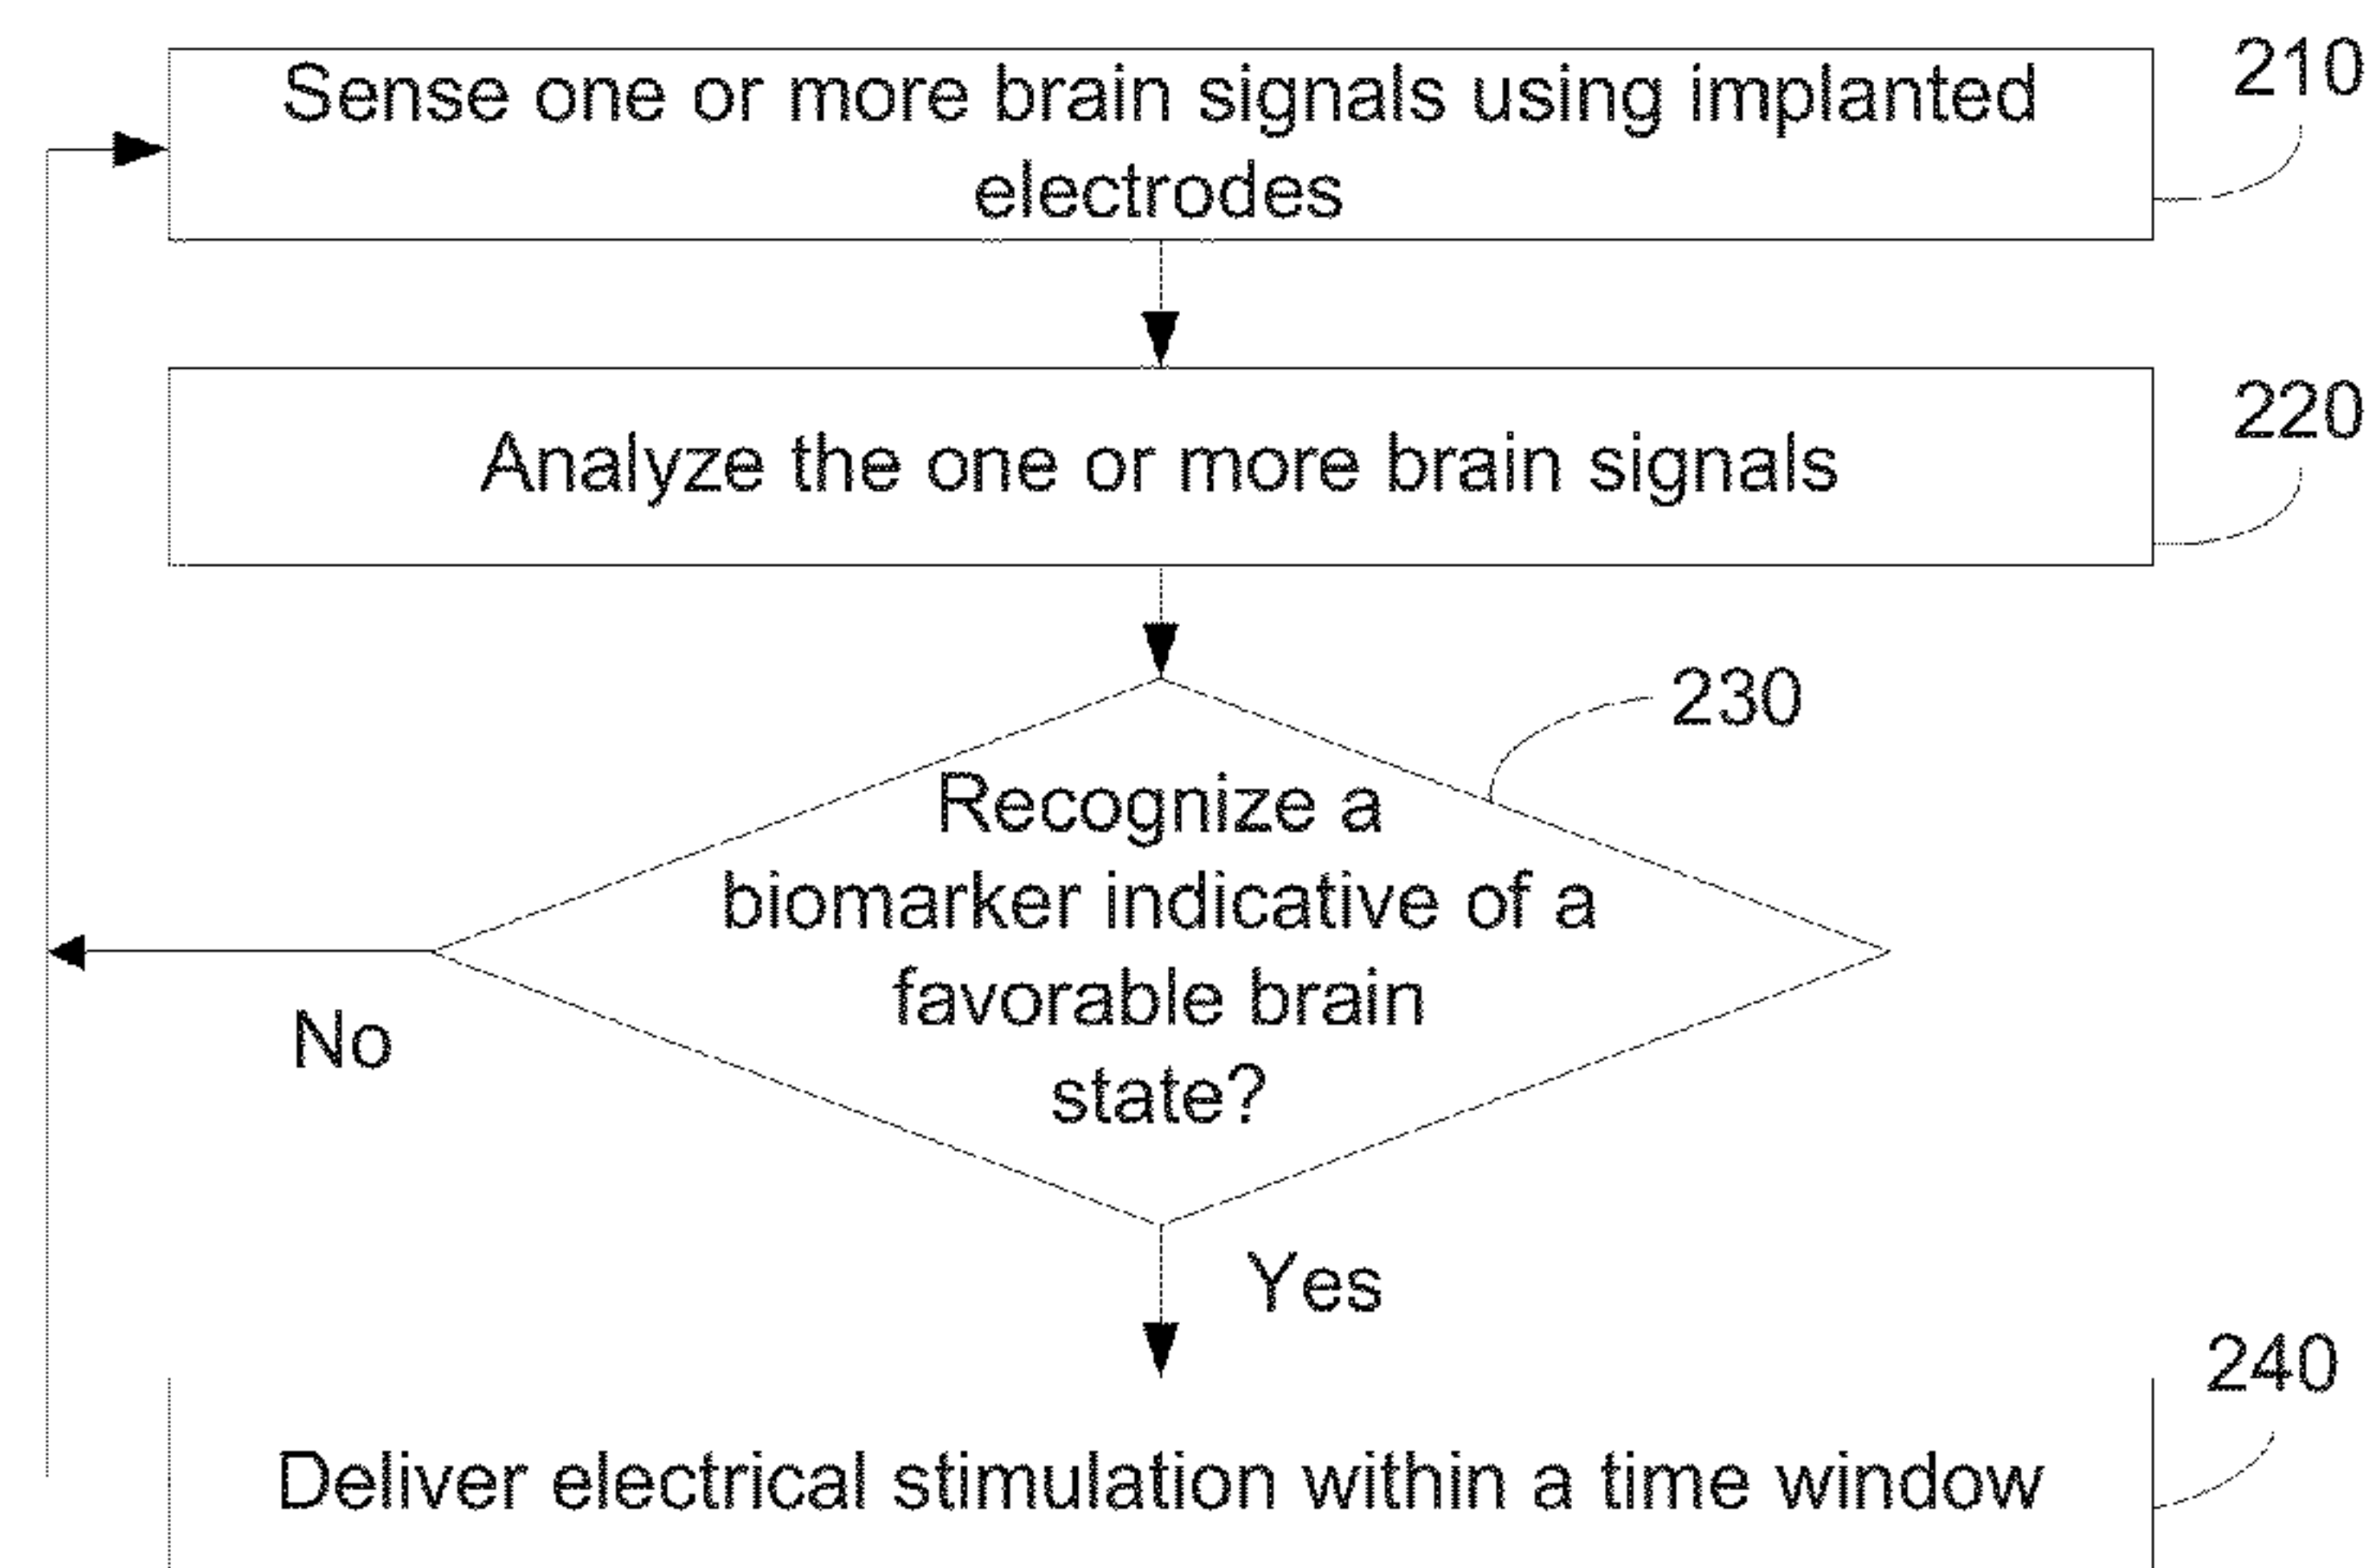 Sense one or more brain signals using implanted
electrodes
210
Analyze the one or more brain signals
220
230
Recognize a
biomarker indicative of a
favorable brain
state?
No
Yes
240
Deliver electrical stimulation within a time window